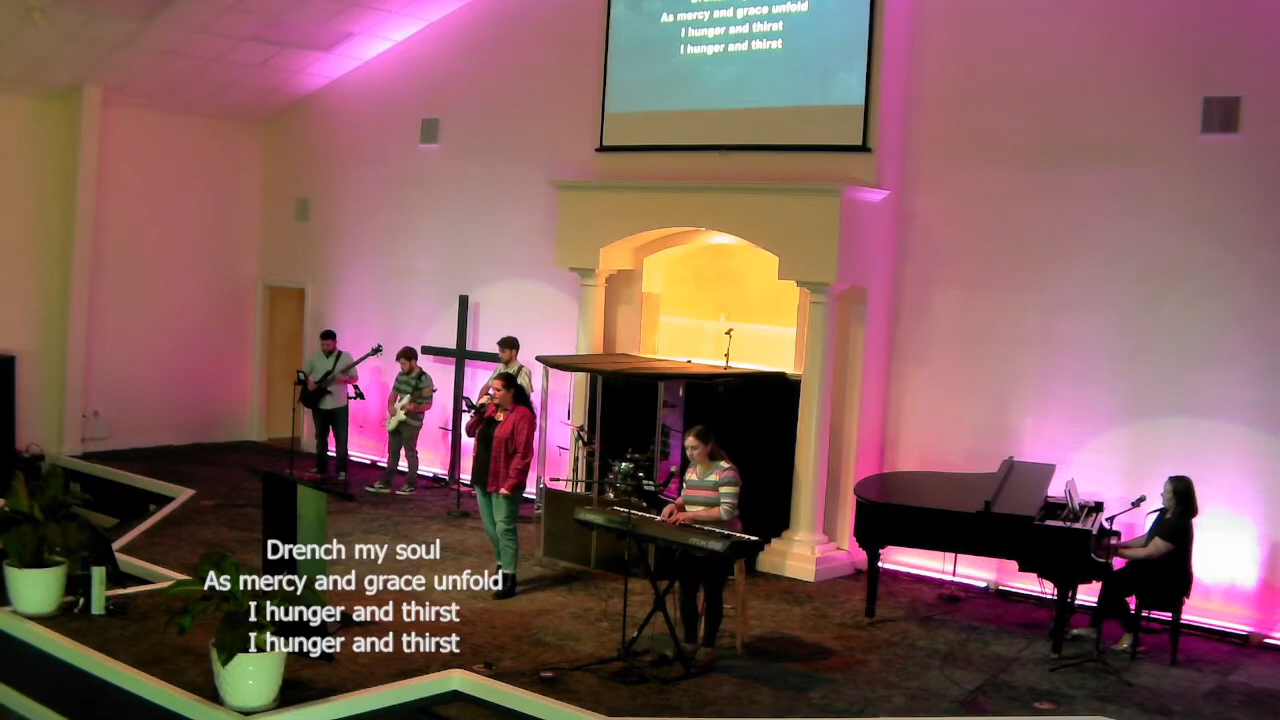 As mercy and grace unfold
I hunger and thirst
I hunger and thirst
Drench my soul
As mercy and grace unfold
I hunger and thirst
I hunger and thirst